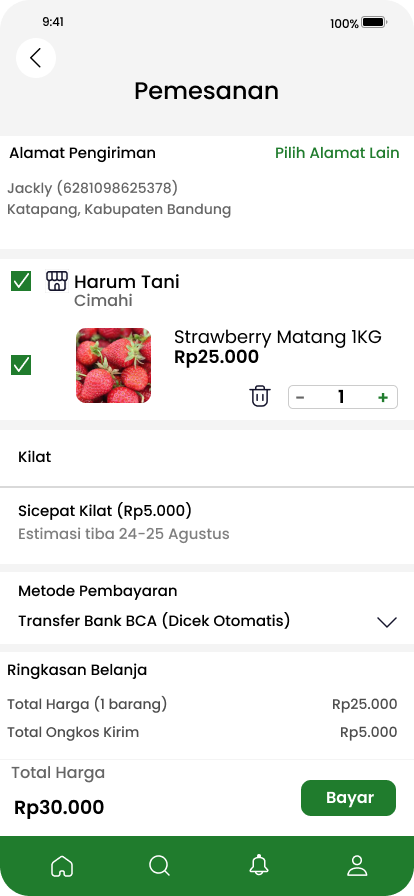 9:41
100%
Pemesanan
Alamat Pengiriman
Pilih Alamat Lain
Jackly (6281098625378)
Katapang, Kabupaten Bandung
Harum Tani
Cimahi
Strawberry Matang 1KG
Rp25.000
− 1 +
Kilat
Sicepat Kilat (Rp5.000)
Estimasi tiba 24-25 Agustus
Metode Pembayaran
Transfer Bank BCA (Dicek Otomatis)
Ringkasan Belanja
Total Harga (1 barang) Rp25.000
Total Ongkos Kirim Rp5.000
Total Harga
Rp30.000
Bayar